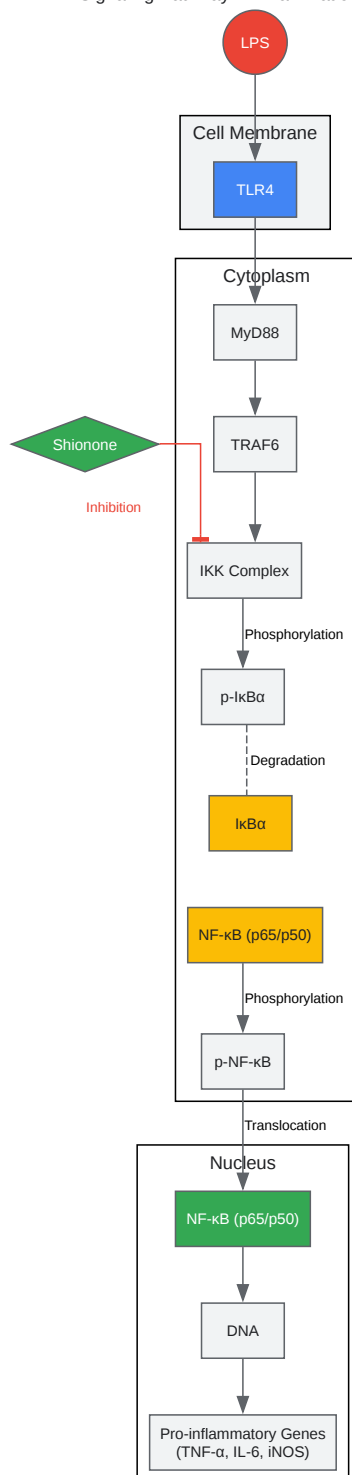 LPS
Cell Membrane
TLR4
Cytoplasm
MyD88
Shionone
TRAF6
Inhibition
IKK Complex
Phosphorylation
p-IκBα
Degradation
IκBα
NF-κB (p65/p50)
Phosphorylation
p-NF-κB
Translocation
Nucleus
NF-κB (p65/p50)
DNA
Pro-inflammatory Genes
(TNF-α, IL-6, iNOS)